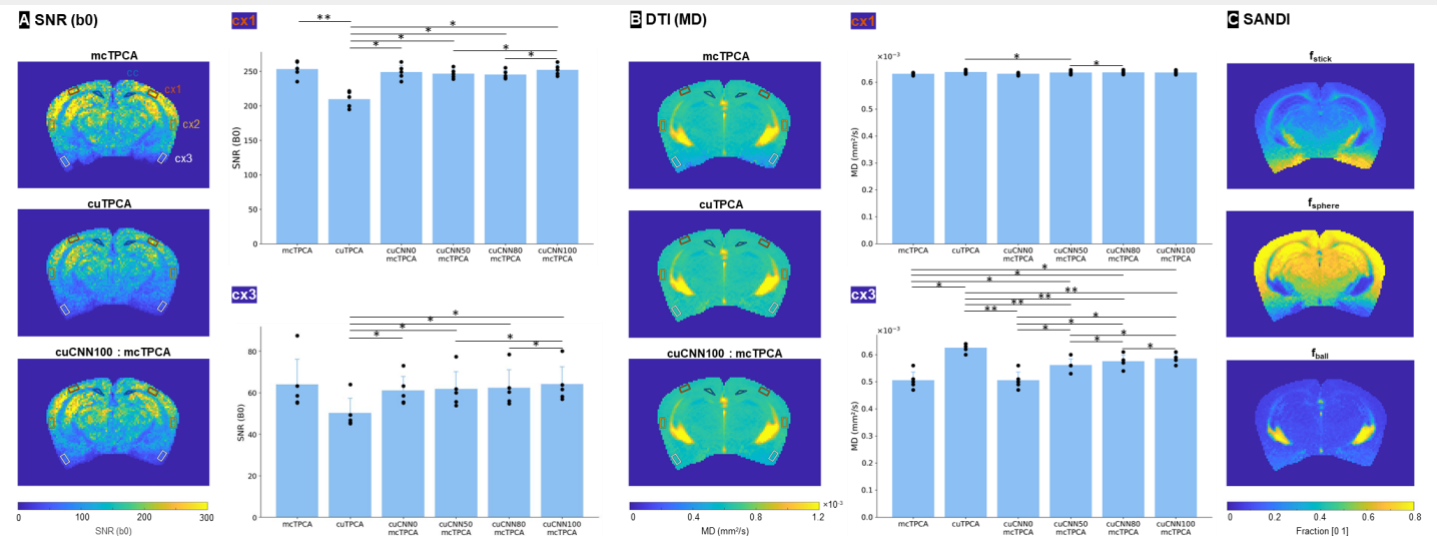 A SNR (b0)
mcTPCA
cc
cx1
cx2
cx3
cuTPCA
cuCNN100 : mcTPCA
0 100 200 300
SNR (b0)
cx1
** * * * * * *
SNR (B0)
250
200
150
100
50
0
mcTPCA cuTPCA cuCNN0 mcTPCA cuCNN50 mcTPCA cuCNN80 mcTPCA cuCNN100 mcTPCA
cx3
* * * * * *
SNR (B0)
80
60
40
20
0
mcTPCA cuTPCA cuCNN0 mcTPCA cuCNN50 mcTPCA cuCNN80 mcTPCA cuCNN100 mcTPCA
B DTI (MD)
mcTPCA
cuTPCA
cuCNN100 : mcTPCA
0 0.4 0.8 1.2 ×10⁻³
MD (mm²/s)
cx1
* *
×10⁻³
MD (mm²/s)
0.6
0.5
0.4
0.3
0.2
0.1
0.0
mcTPCA cuTPCA cuCNN0 mcTPCA cuCNN50 mcTPCA cuCNN80 mcTPCA cuCNN100 mcTPCA
cx3
* * * * ** ** ** ** * * * * * *
×10⁻³
MD (mm²/s)
0.6
0.5
0.4
0.3
0.2
0.1
0.0
mcTPCA cuTPCA cuCNN0 mcTPCA cuCNN50 mcTPCA cuCNN80 mcTPCA cuCNN100 mcTPCA
C SANDI
fstick
fsphere
fball
0 0.2 0.4 0.6 0.8
Fraction [0 1]